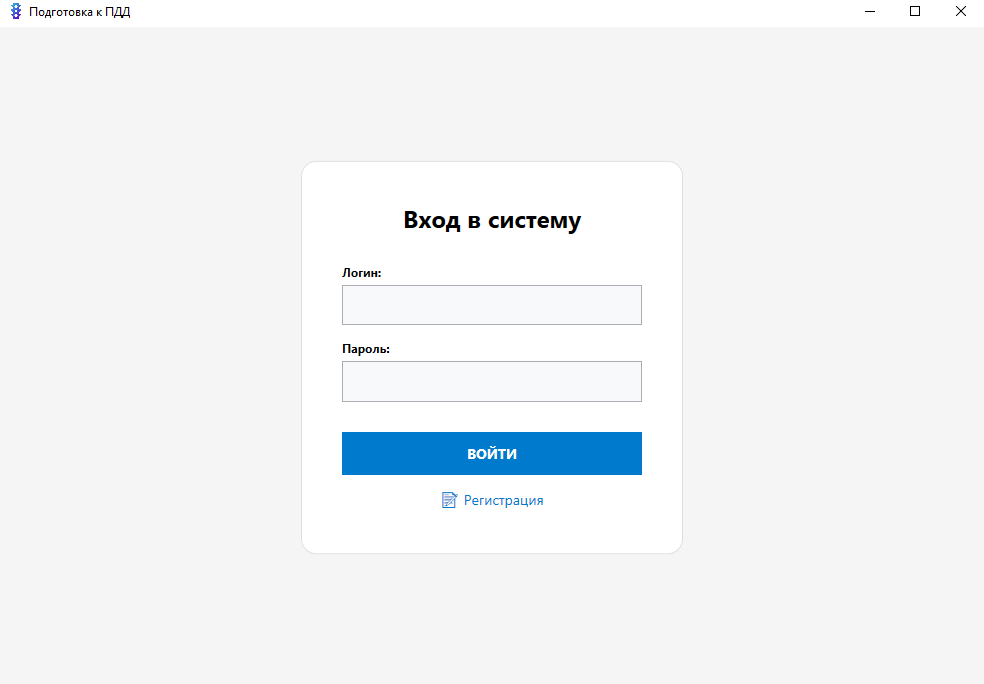 Подготовка к ПДД
Вход в систему
Логин:
Пароль:
ВОЙТИ
Регистрация